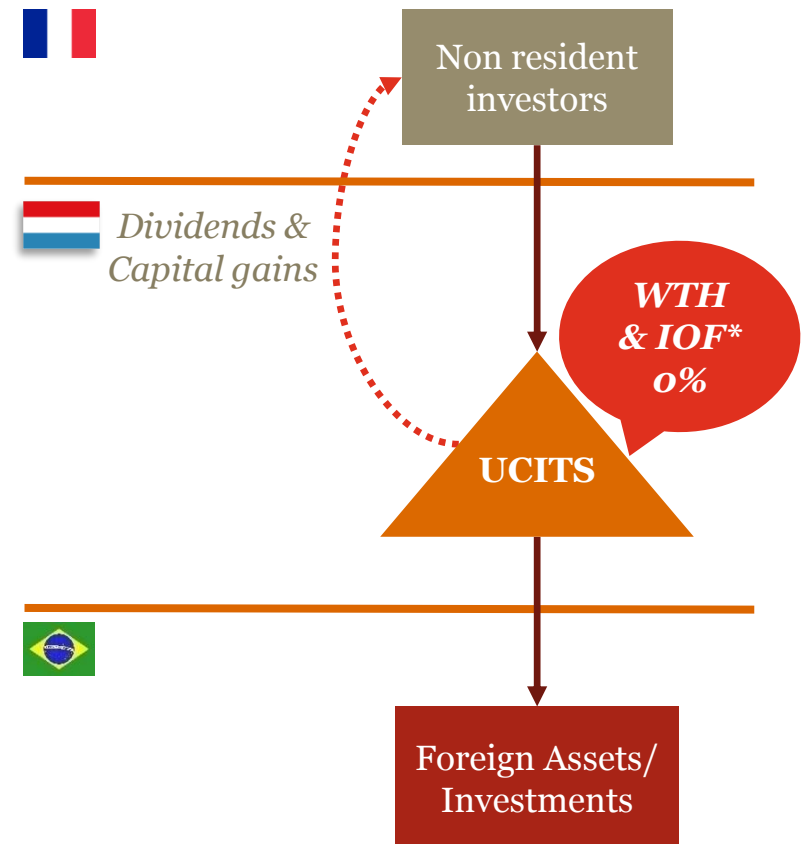 Non resident
investors
Dividends &
Capital gains
WTH
& IOF*
0%
UCITS
Foreign Assets/
Investments